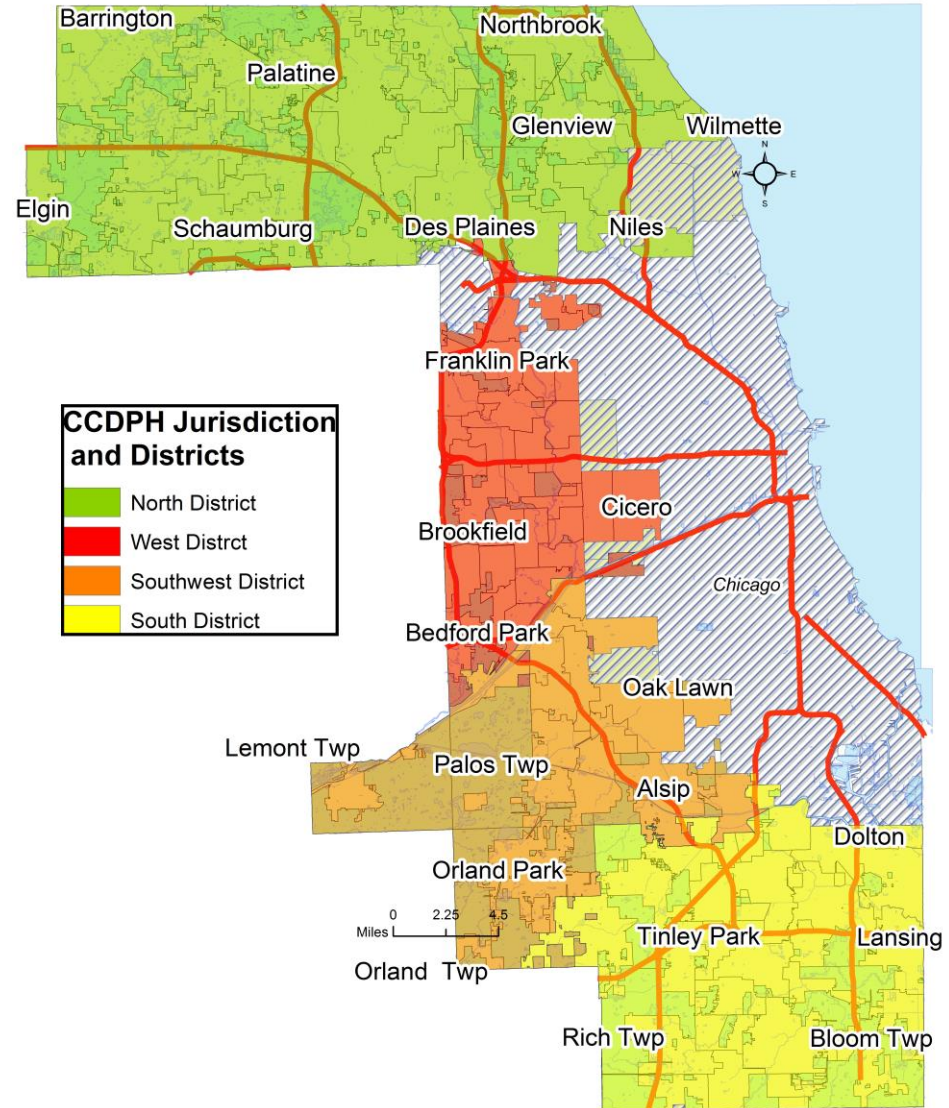 Barrington
Northbrook
Palatine
Glenview
Wilmette
N
W
E
S
Elgin
Schaumburg
Des Plaines
Niles
Franklin Park
CCDPH Jurisdiction
and Districts
North District
West Distrct
Southwest District
South District
Cicero
Brookfield
Chicago
Bedford Park
Oak Lawn
Lemont Twp
Palos Twp
Alsip
Dolton
Orland Park
0 2.25 4.5
Miles
Tinley Park
Lansing
Orland Twp
Rich Twp
Bloom Twp